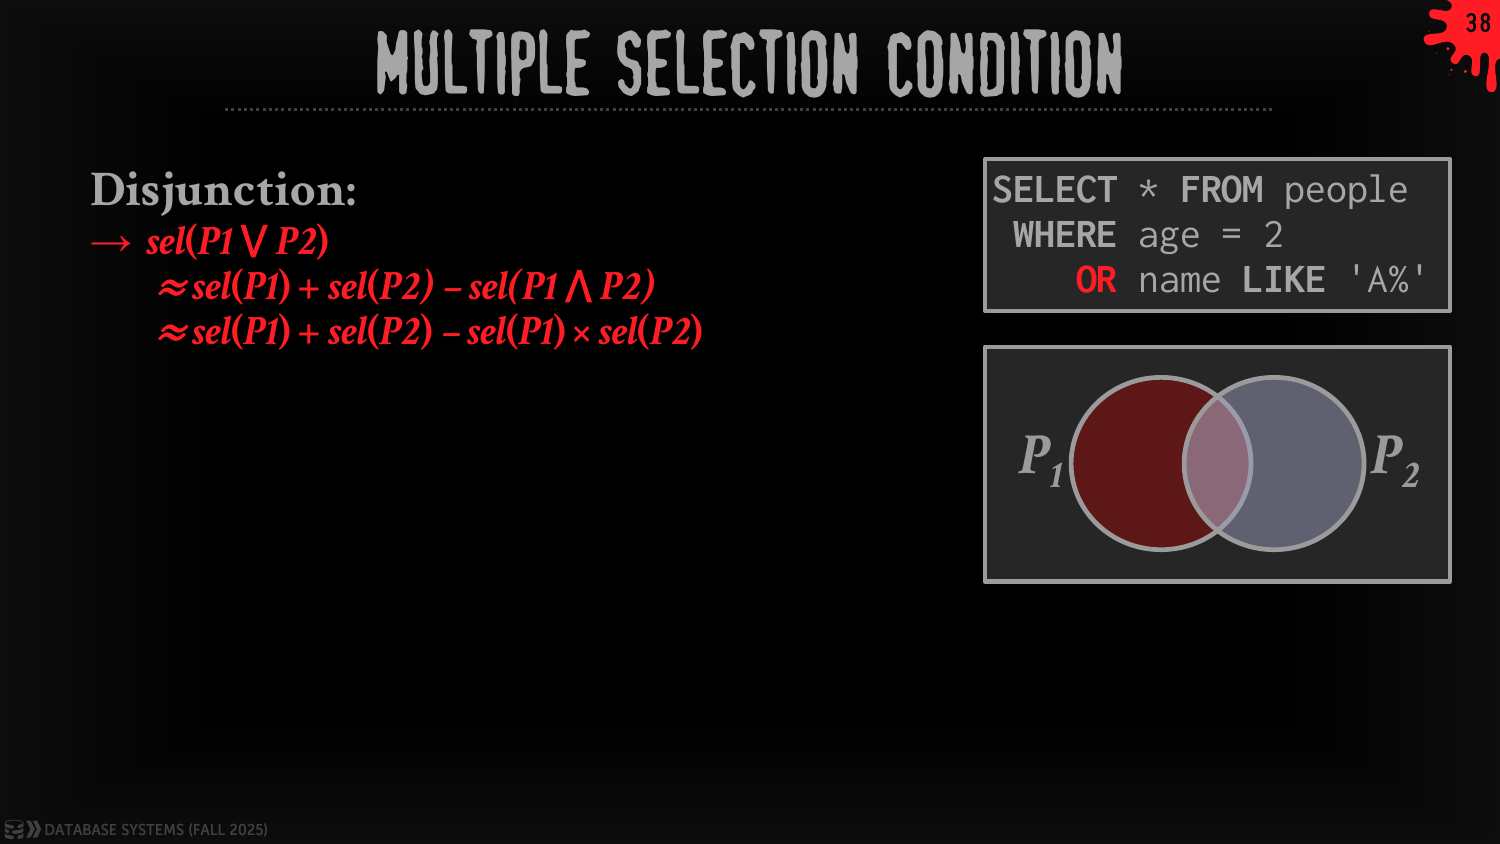 38
MULTIPLE SELECTION CONDITION
Disjunction:
→ sel(P1 ⋁ P2)
≈ sel(P1) + sel(P2) – sel(P1 ⋀ P2)
≈ sel(P1) + sel(P2) – sel(P1) × sel(P2)
SELECT * FROM people
WHERE age = 2
OR name LIKE 'A%'
P1
P2
DATABASE SYSTEMS (FALL 2025)